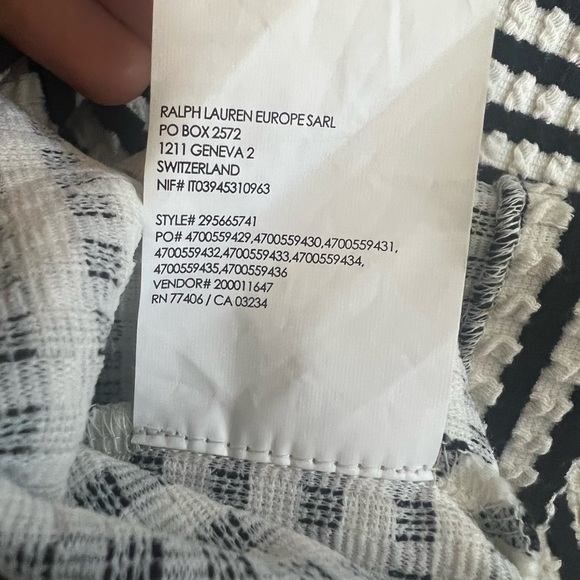 RALPH LAUREN EUROPE SARL
PO BOX 2572
1211 GENEVA 2
SWITZERLAND
NIF# IT03945310963
STYLE# 295665741
PO# 4700559429,4700559430,4700559431,
4700559432,4700559433,4700559434,
4700559435,4700559436
VENDOR# 200011647
RN 77406 / CA 03234